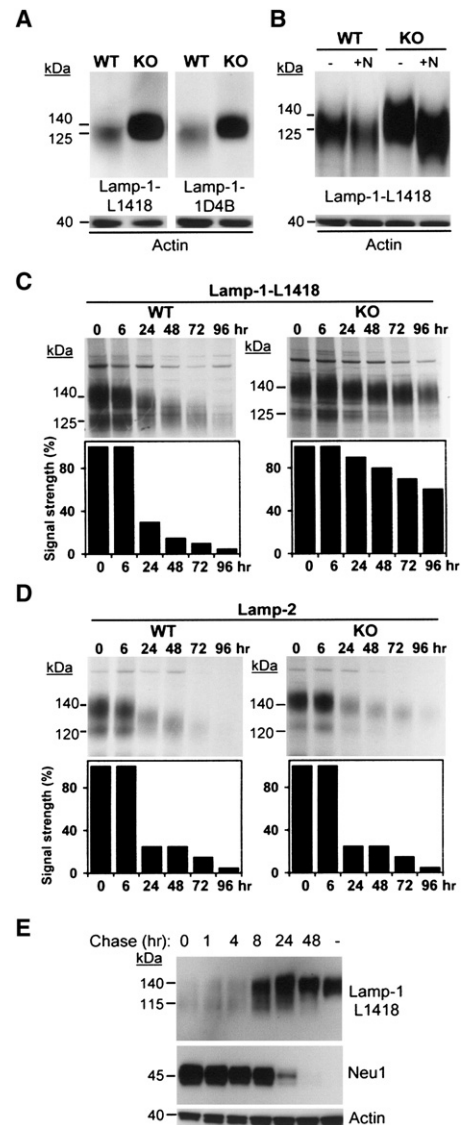 A
B
WT KO WT KO
kDa
140
125
Lamp-1-
L1418
Lamp-1-
1D4B
40
Actin
WT KO
- +N - +N
kDa
140
125
Lamp-1-L1418
40
Actin
C
Lamp-1-L1418
WT KO
0 6 24 48 72 96 hr 0 6 24 48 72 96 hr
kDa kDa
140 140
125 125
Signal strength (%)
80 80
40 40
0 0
0 6 24 48 72 96 hr 0 6 24 48 72 96 hr
D
Lamp-2
WT KO
0 6 24 48 72 96 hr 0 6 24 48 72 96 hr
kDa kDa
140 140
120 120
Signal strength (%)
80 80
40 40
0 0
0 6 24 48 72 96 hr 0 6 24 48 72 96 hr
E
Chase (hr): 0 1 4 8 24 48 -
kDa
140
115
Lamp-1
L1418
45 Neu1
40 Actin